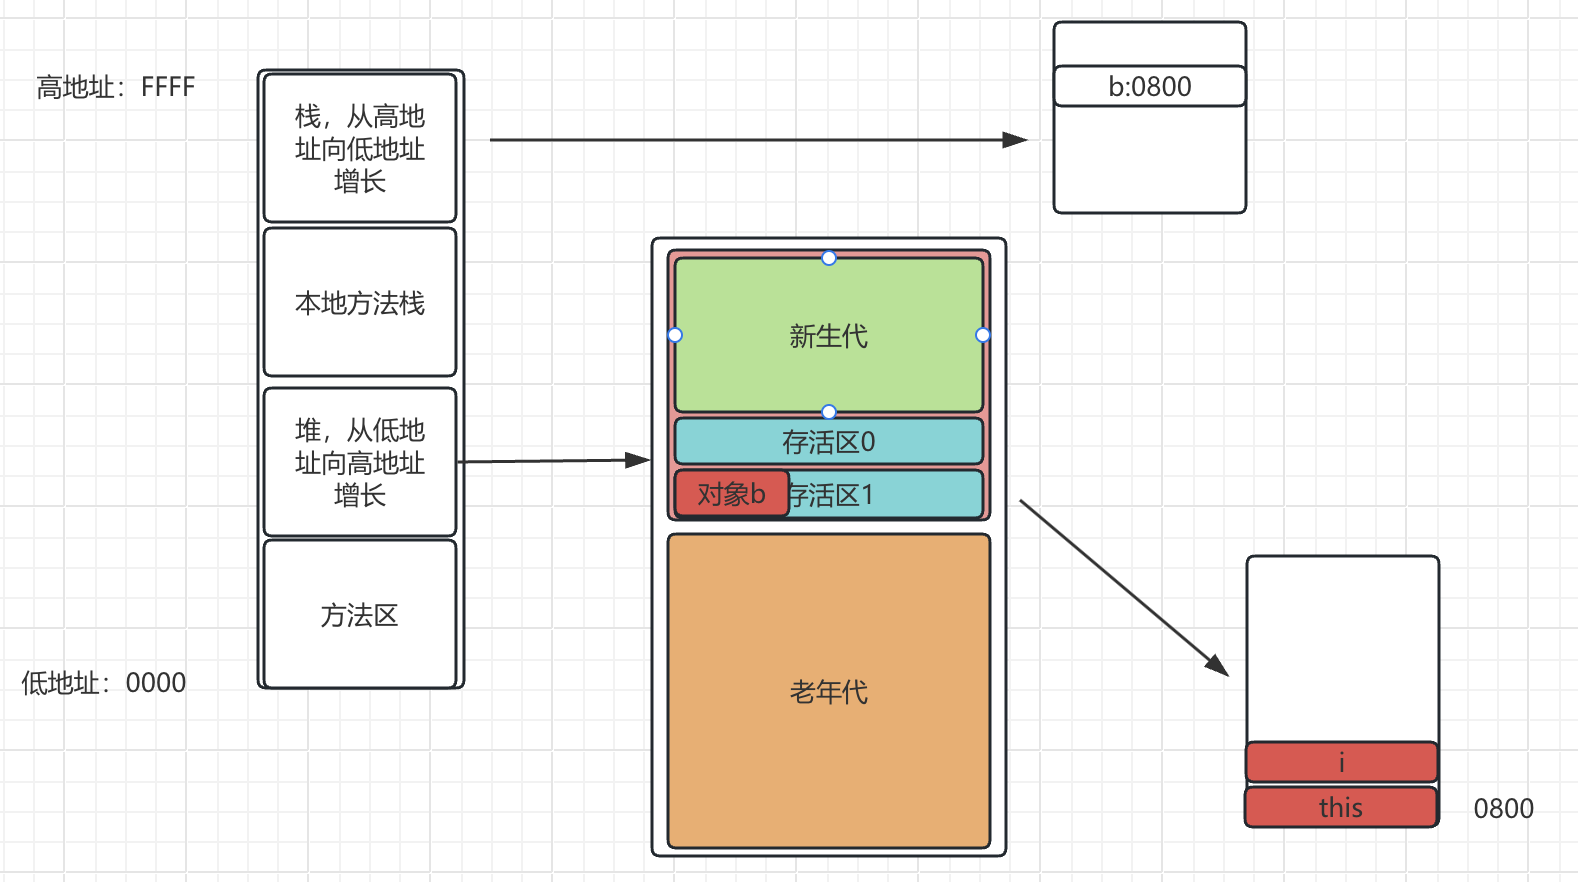 高地址：FFFF
栈，从高地
址向低地址
增长
本地方法栈
堆，从低地
址向高地址
增长
方法区
低地址：0000
b:0800
新生代
存活区0
对象b
存活区1
老年代
i
this
0800